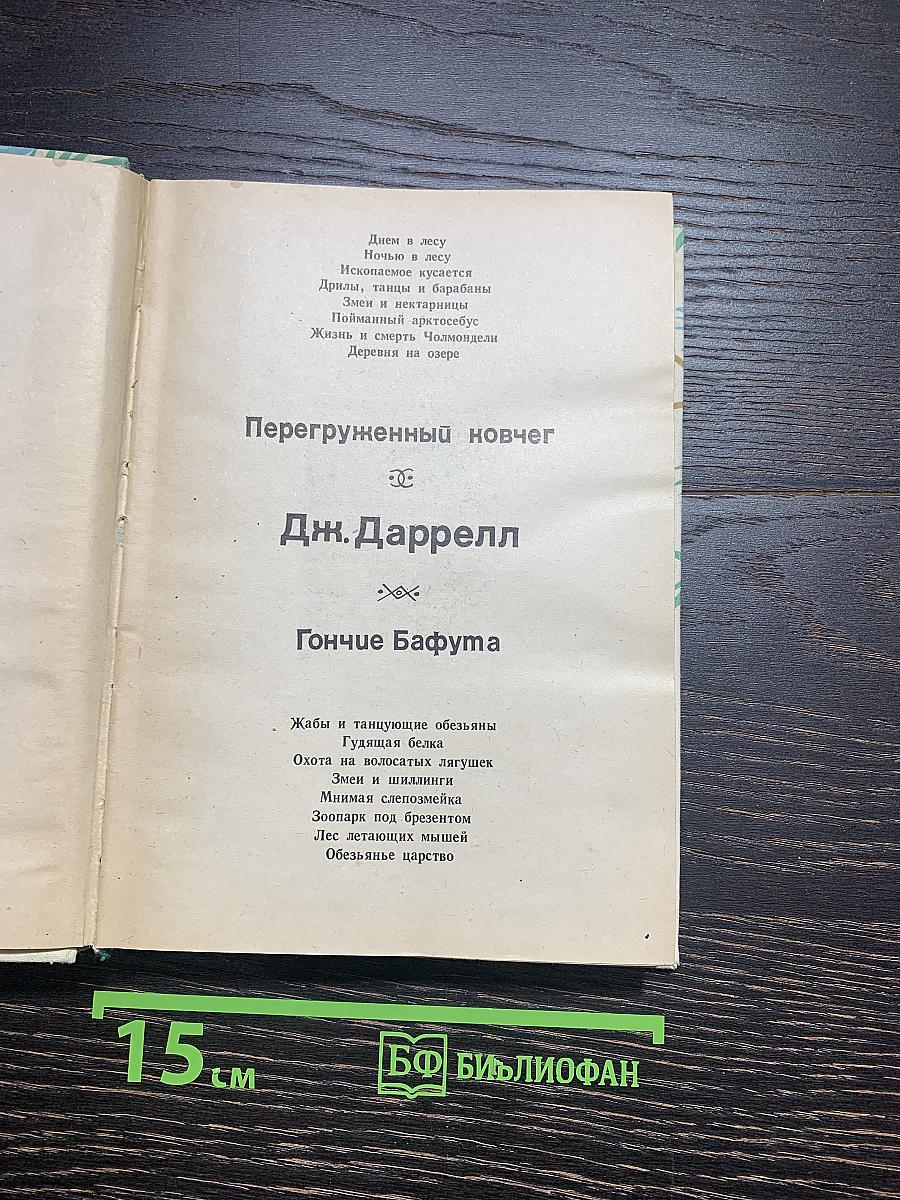 Днем в лесу
Ночью в лесу
Ископаемое кусается
Дрилы, танцы и барабаны
Змеи и нектарницы
Пойманный арктосебус
Жизнь и смерть Чолмондели
Деревня на озере
Перегруженный ковчег
Дж. Даррелл
Гончие Бафута
Жабы и танцующие обезьяны
Гудящая белка
Охота на волосатых лягушек
Змеи и шиллинги
Мнимая слепозмейка
Зоопарк под брезентом
Лес летающих мышей
Обезьянье царство
15 см
БФ БИБЛИОФАН